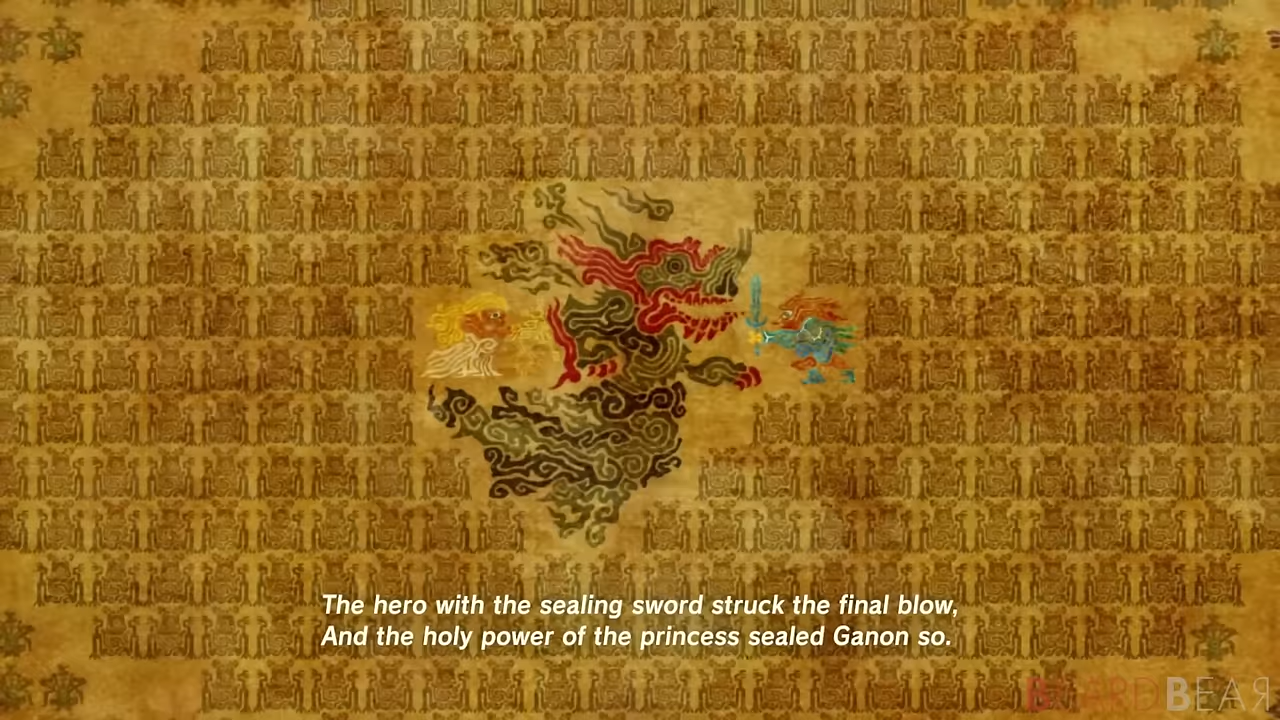 The hero with the sealing sword struck the final blow,
And the holy power of the princess sealed Ganon so.
BEARDBEAR